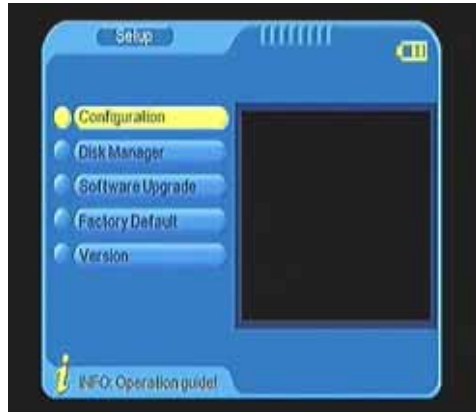 Setup
Configuration
Disk Manager
Software Upgrade
Factory Default
Version
INFO: Operation guide!